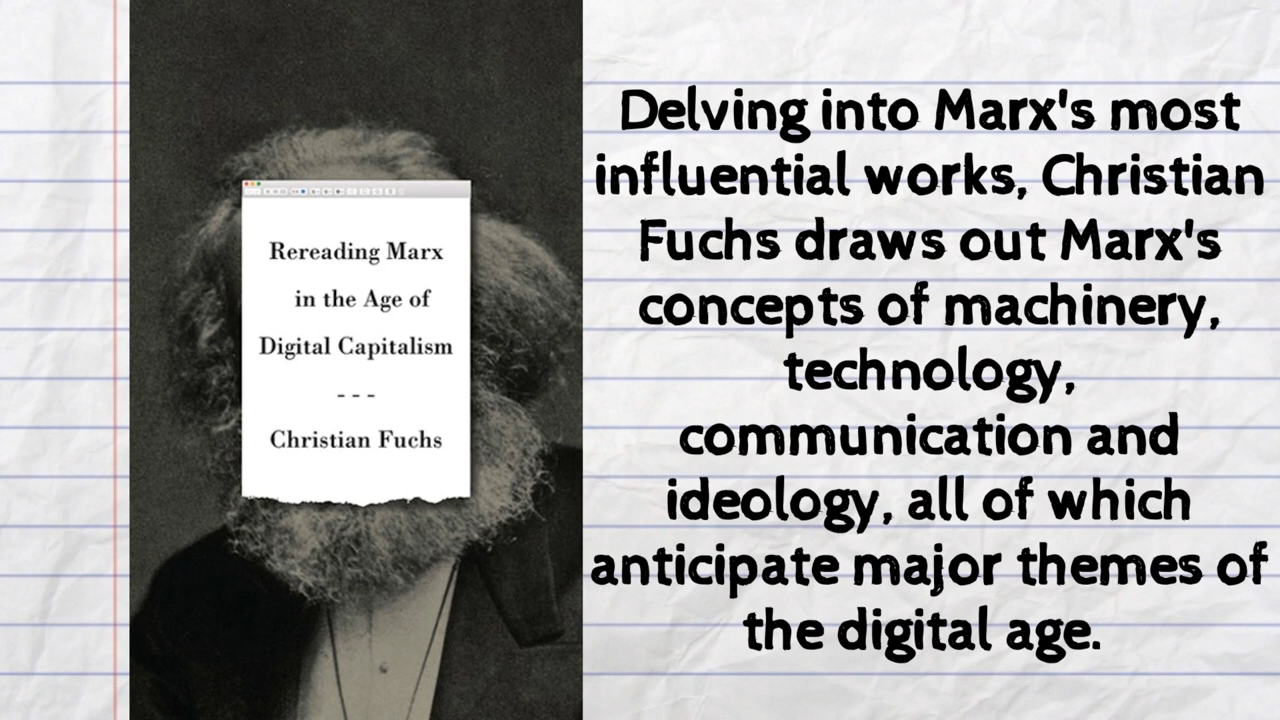 Rereading Marx
in the Age of
Digital Capitalism
---
Christian Fuchs
Delving into Marx's most
influential works, Christian
Fuchs draws out Marx's
concepts of machinery,
technology,
communication and
ideology, all of which
anticipate major themes of
the digital age.